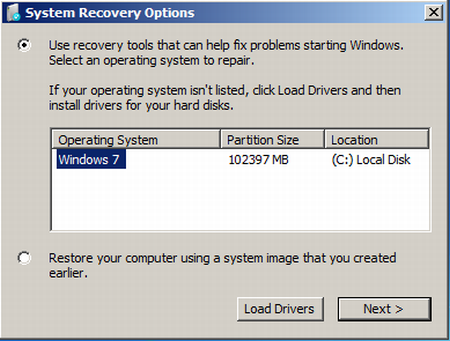 System Recovery Options
Use recovery tools that can help fix problems starting Windows.
Select an operating system to repair.
If your operating system isn't listed, click Load Drivers and then
install drivers for your hard disks.
Operating System Partition Size Location
Windows 7 102397 MB (C:) Local Disk
Restore your computer using a system image that you created
earlier.
Load Drivers Next >